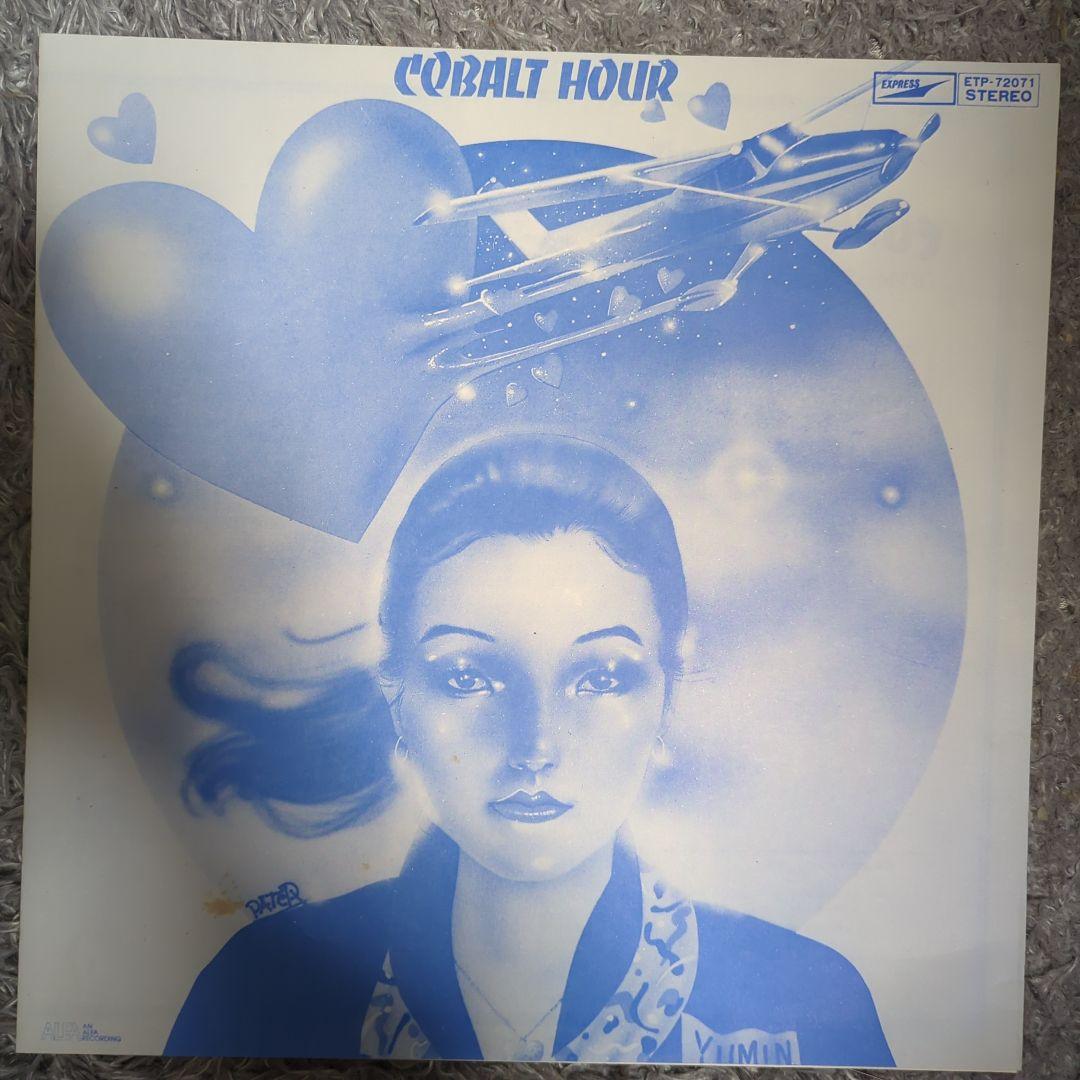 COBALT HOUR
EXPRESS
ETP-72071
STEREO
PATER
YUMIN
ALFA
AN
ALFA
RECORDING